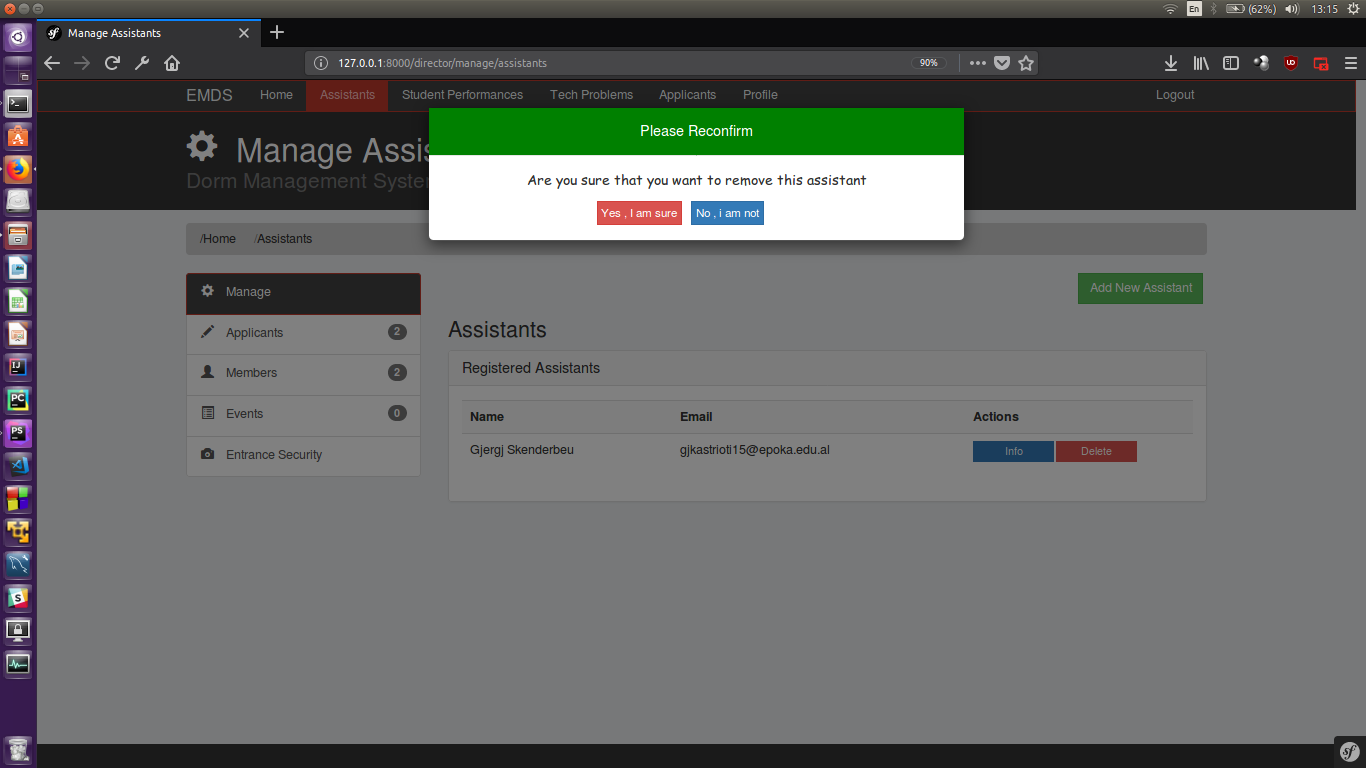 En (62%) 13:15
Manage Assistants
127.0.0.1:8000/director/manage/assistants 90%
EMDS Home Assistants Student Performances Tech Problems Applicants Profile Logout
Please Reconfirm
Manage Assis
Dorm Management System
Are you sure that you want to remove this assistant
Yes , I am sure No , i am not
/Home /Assistants
Manage
Add New Assistant
Applicants 2
Assistants
Members 2
Registered Assistants
Events 0
Name Email Actions
Entrance Security
Gjergj Skenderbeu gjkastrioti15@epoka.edu.al Info Delete